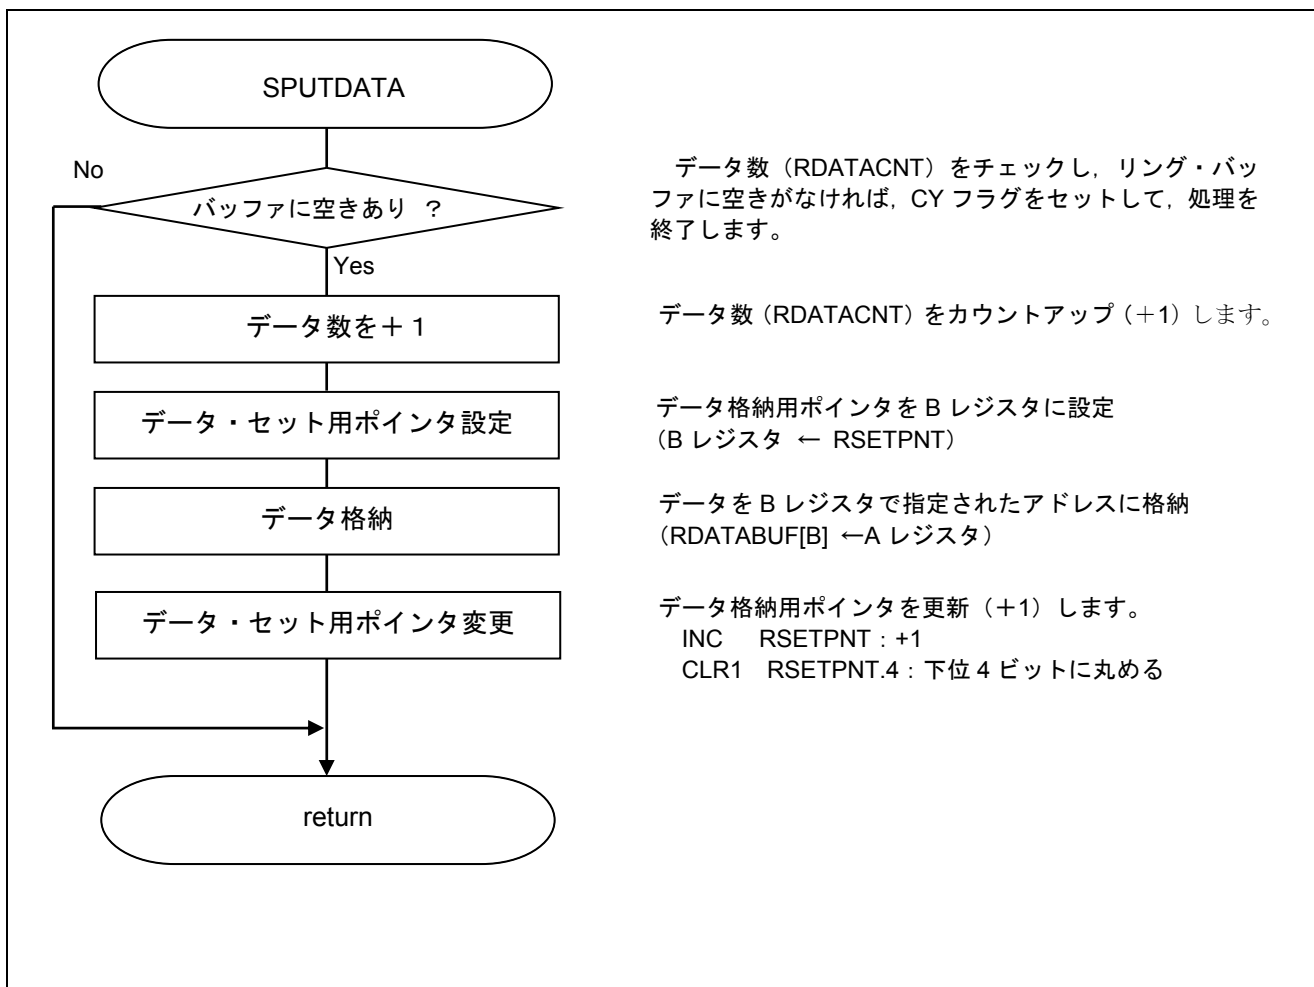 SPUTDATA
No
バッファに空きあり ?
データ数(RDATACNT)をチェックし,リング・バッ
ファに空きがなければ,CY フラグをセットして,処理を
終了します。
Yes
データ数を+1
データ数(RDATACNT)をカウントアップ(+1)します。
データ・セット用ポインタ設定
データ格納用ポインタを B レジスタに設定
(B レジスタ ← RSETPNT)
データ格納
データを B レジスタで指定されたアドレスに格納
(RDATABUF[B] ←A レジスタ)
データ・セット用ポインタ変更
データ格納用ポインタを更新(+1)します。
INC RSETPNT:+1
CLR1 RSETPNT.4:下位 4 ビットに丸める
return